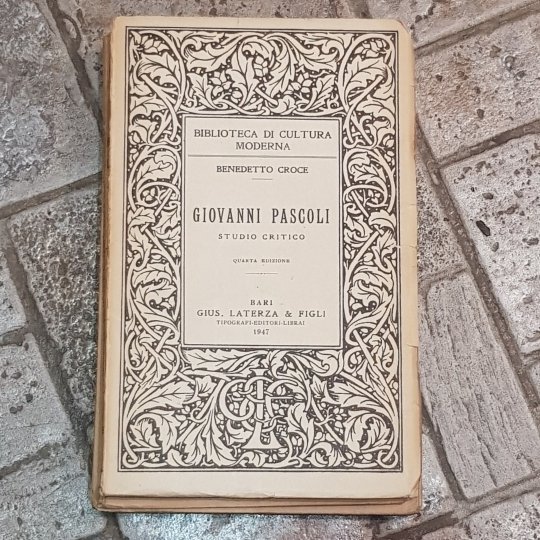 BIBLIOTECA DI CULTURA
MODERNA
BENEDETTO CROCE
GIOVANNI PASCOLI
STUDIO CRITICO
QUARTA EDIZIONE
BARI
GIUS. LATERZA & FIGLI
TIPOGRAFI-EDITORI-LIBRAI
1947